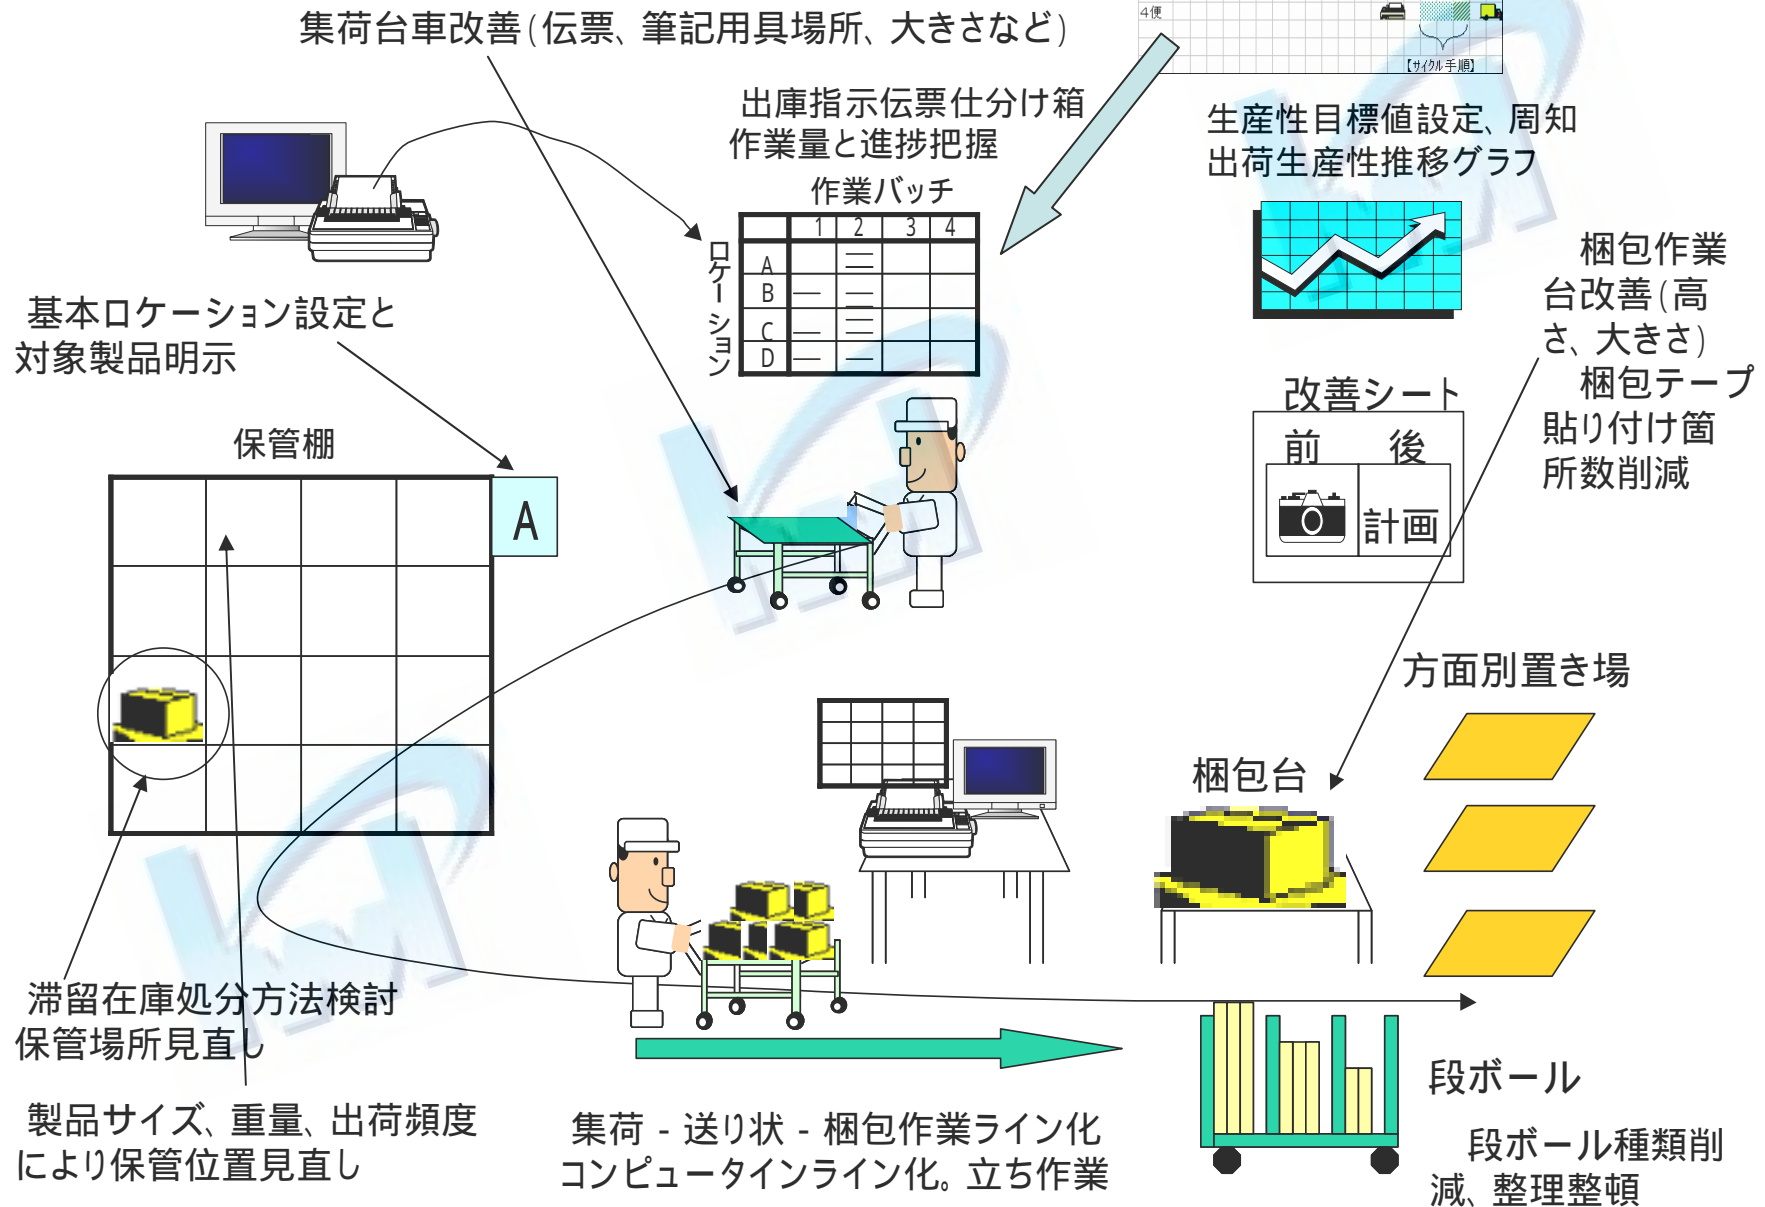 集荷台車改善(伝票、筆記用具場所、大きさなど)
4便
【サイクル手順】
出庫指示伝票仕分け箱
作業量と進捗把握
作業バッチ
1 2 3 4
ロケーション
A
B
C
D
生産性目標値設定、周知
出荷生産性推移グラフ
梱包作業
台改善(高
さ、大きさ)
梱包テープ
貼り付け箇
所数削減
基本ロケーション設定と
対象製品明示
保管棚
A
改善シート
前 後
計画
方面別置き場
梱包台
滞留在庫処分方法検討
保管場所見直し
製品サイズ、重量、出荷頻度
により保管位置見直し
集荷 - 送り状 - 梱包作業ライン化
コンピュータインライン化。立ち作業
段ボール
段ボール種類削
減、整理整頓